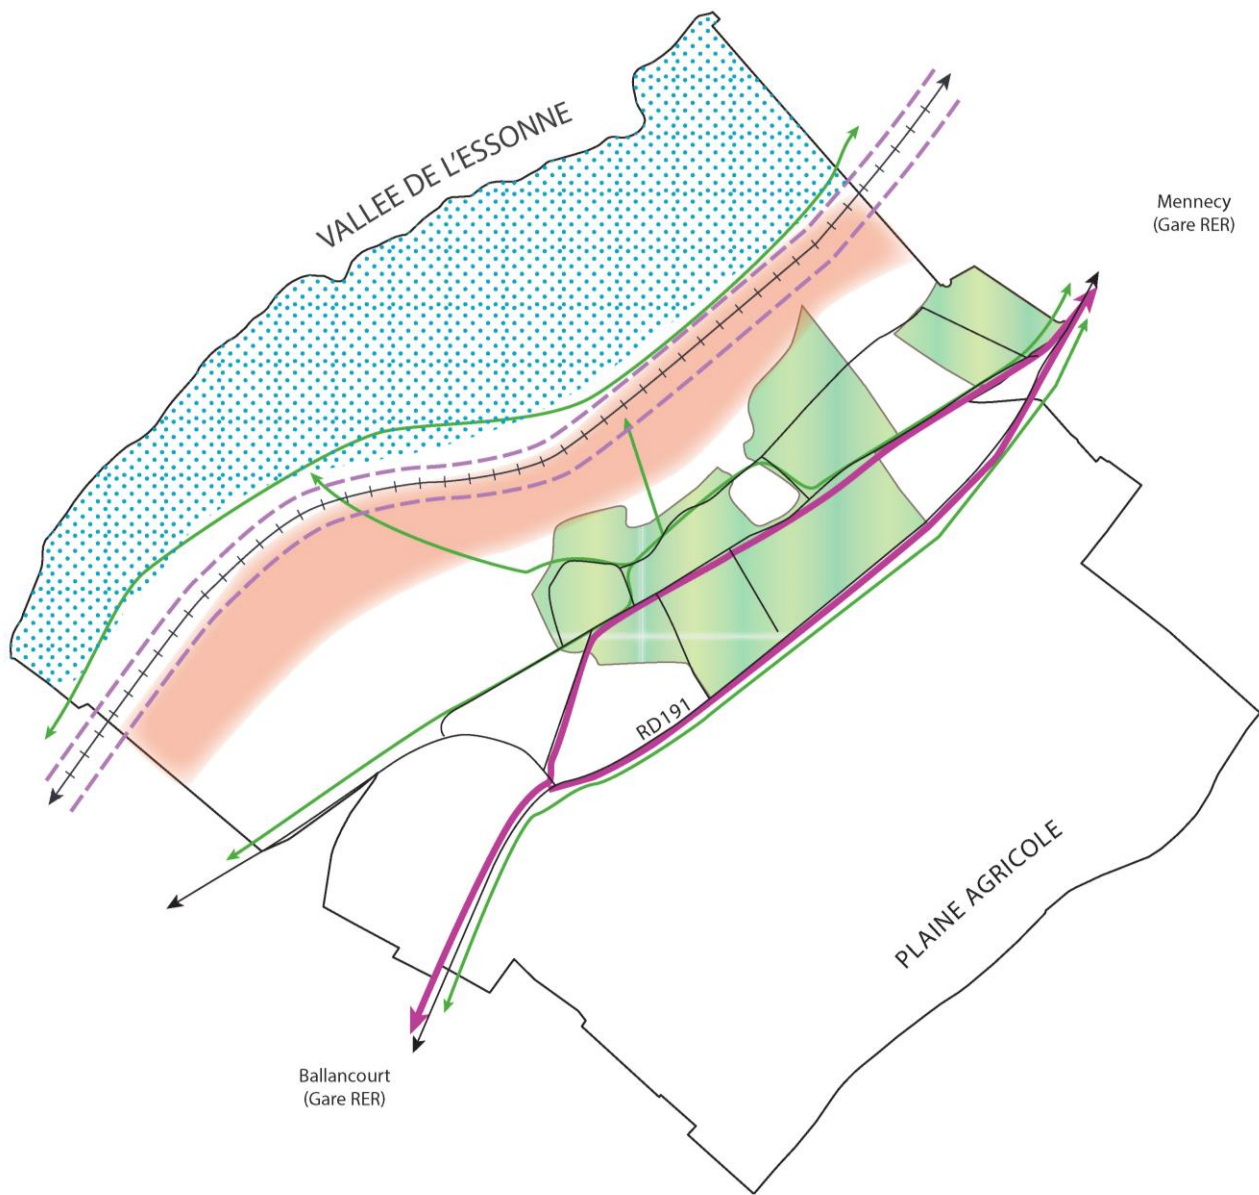 VALLEE DE L'ESSONNE
Mennecy
(Gare RER)
RD191
PLAINE AGRICOLE
Ballancourt
(Gare RER)